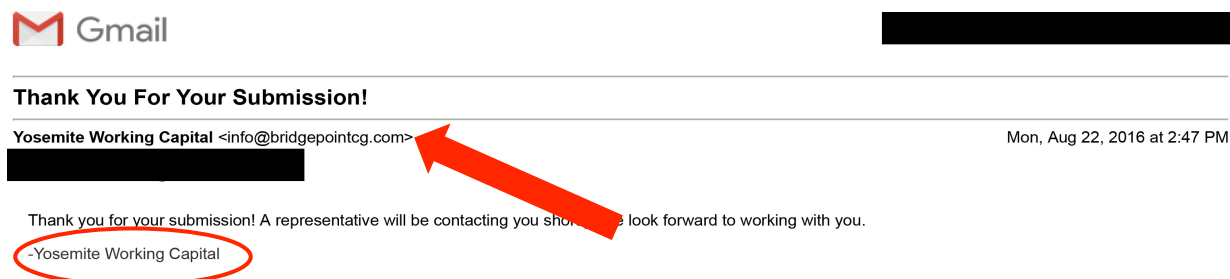 Gmail
Thank You For Your Submission!
Yosemite Working Capital <info@bridgepointcg.com> Mon, Aug 22, 2016 at 2:47 PM
Thank you for your submission! A representative will be contacting you look forward to working with you.
-Yosemite Working Capital